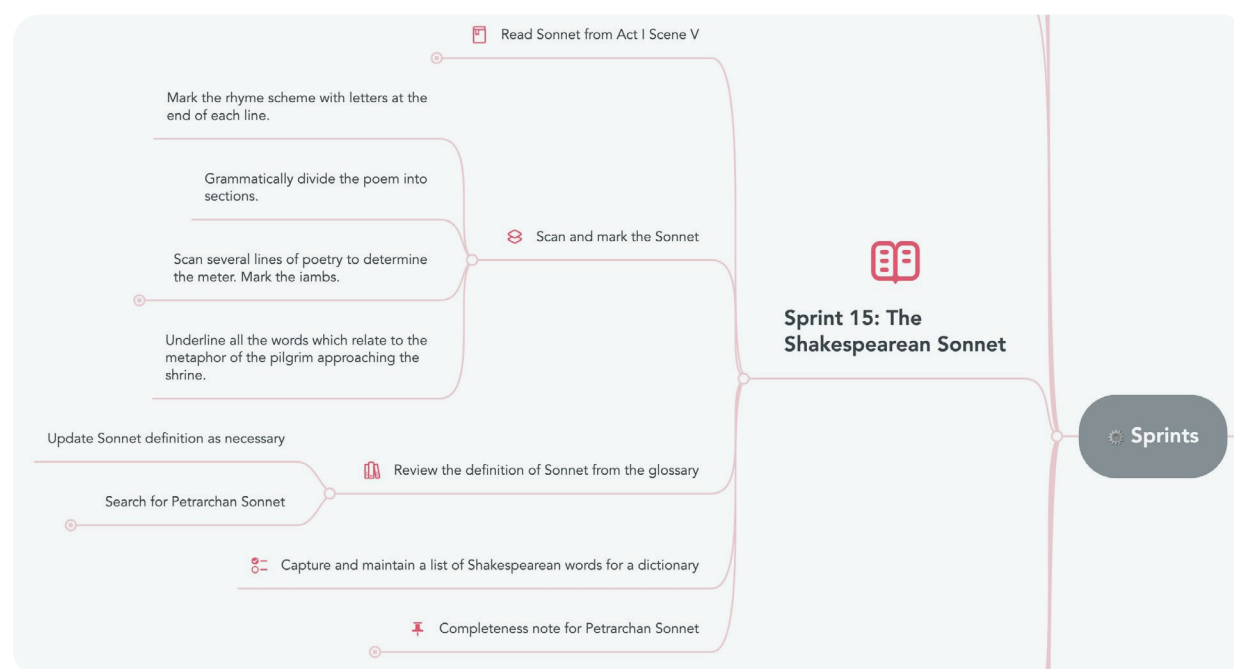 Read Sonnet from Act I Scene V
Mark the rhyme scheme with letters at the
end of each line.
Grammatically divide the poem into
sections.
Scan and mark the Sonnet
Scan several lines of poetry to determine
the meter. Mark the iambs.
Underline all the words which relate to the
metaphor of the pilgrim approaching the
shrine.
Sprint 15: The
Shakespearean Sonnet
Sprints
Update Sonnet definition as necessary
Review the definition of Sonnet from the glossary
Search for Petrarchan Sonnet
Capture and maintain a list of Shakespearean words for a dictionary
Completeness note for Petrarchan Sonnet